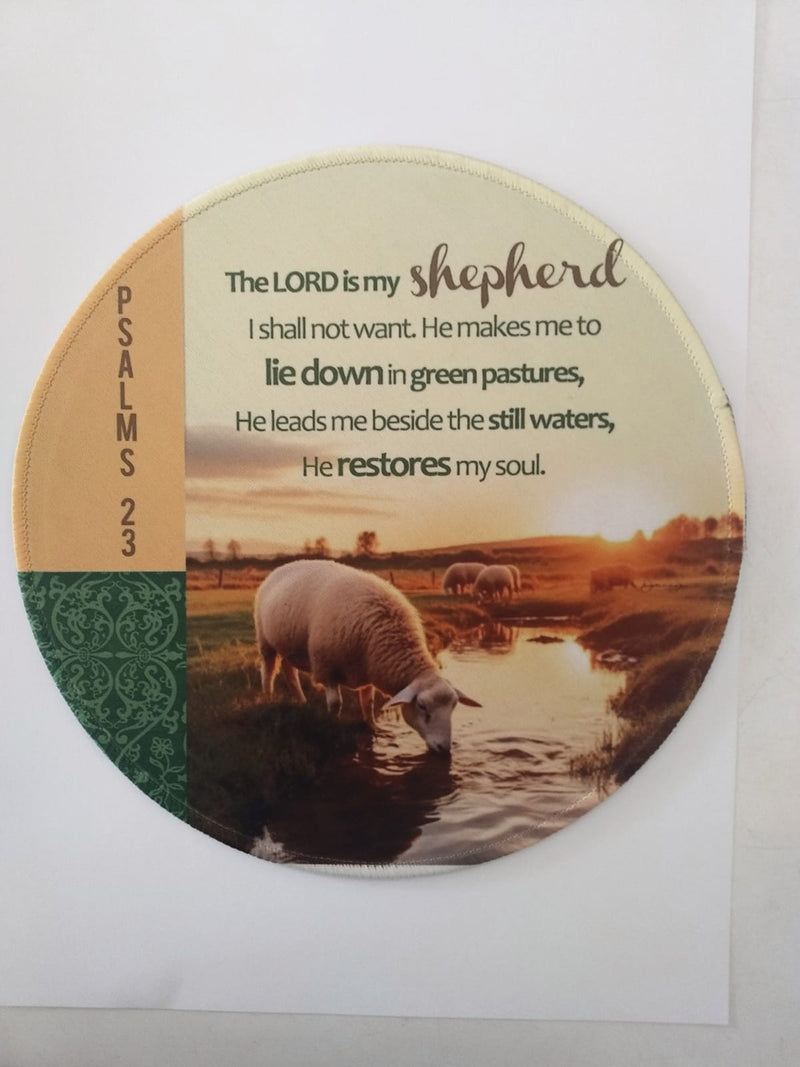 PSALMS 23
The LORD is my shepherd
I shall not want. He makes me to
lie down in green pastures,
He leads me beside the still waters,
He restores my soul.